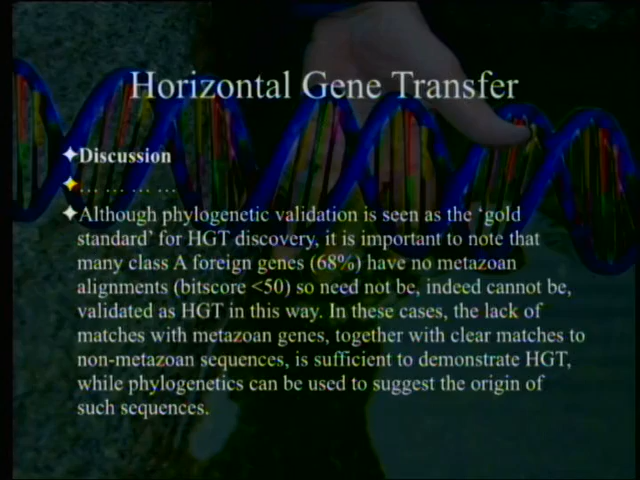 Horizontal Gene Transfer
✦Discussion
✦… … … …
✦Although phylogenetic validation is seen as the ‘gold
standard’ for HGT discovery, it is important to note that
many class A foreign genes (68%) have no metazoan
alignments (bitscore <50) so need not be, indeed cannot be,
validated as HGT in this way. In these cases, the lack of
matches with metazoan genes, together with clear matches to
non-metazoan sequences, is sufficient to demonstrate HGT,
while phylogenetics can be used to suggest the origin of
such sequences.